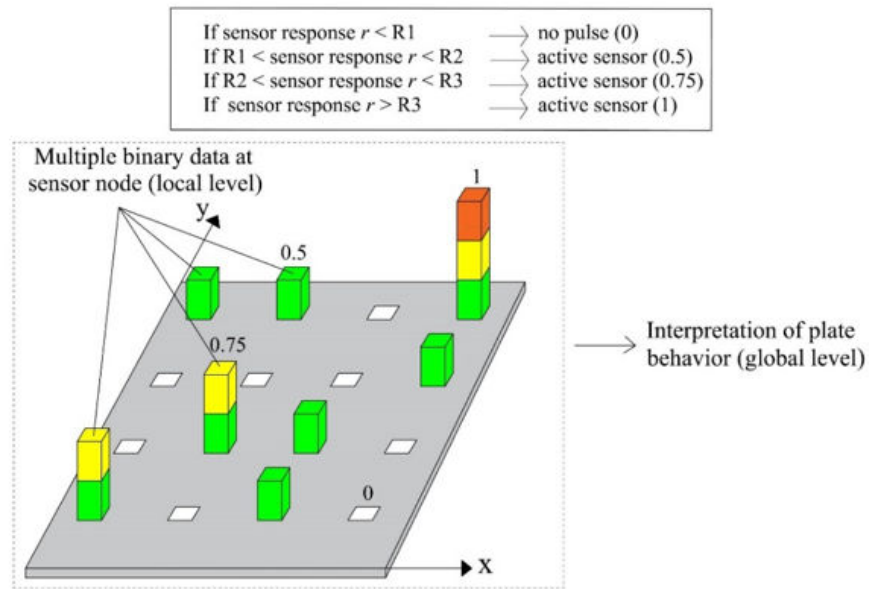 If sensor response r < R1 → no pulse (0)
If R1 < sensor response r < R2 → active sensor (0.5)
If R2 < sensor response r < R3 → active sensor (0.75)
If sensor response r > R3 → active sensor (1)
Multiple binary data at
sensor node (local level)
1
y
0.5
0.75
Interpretation of plate
behavior (global level)
0
x